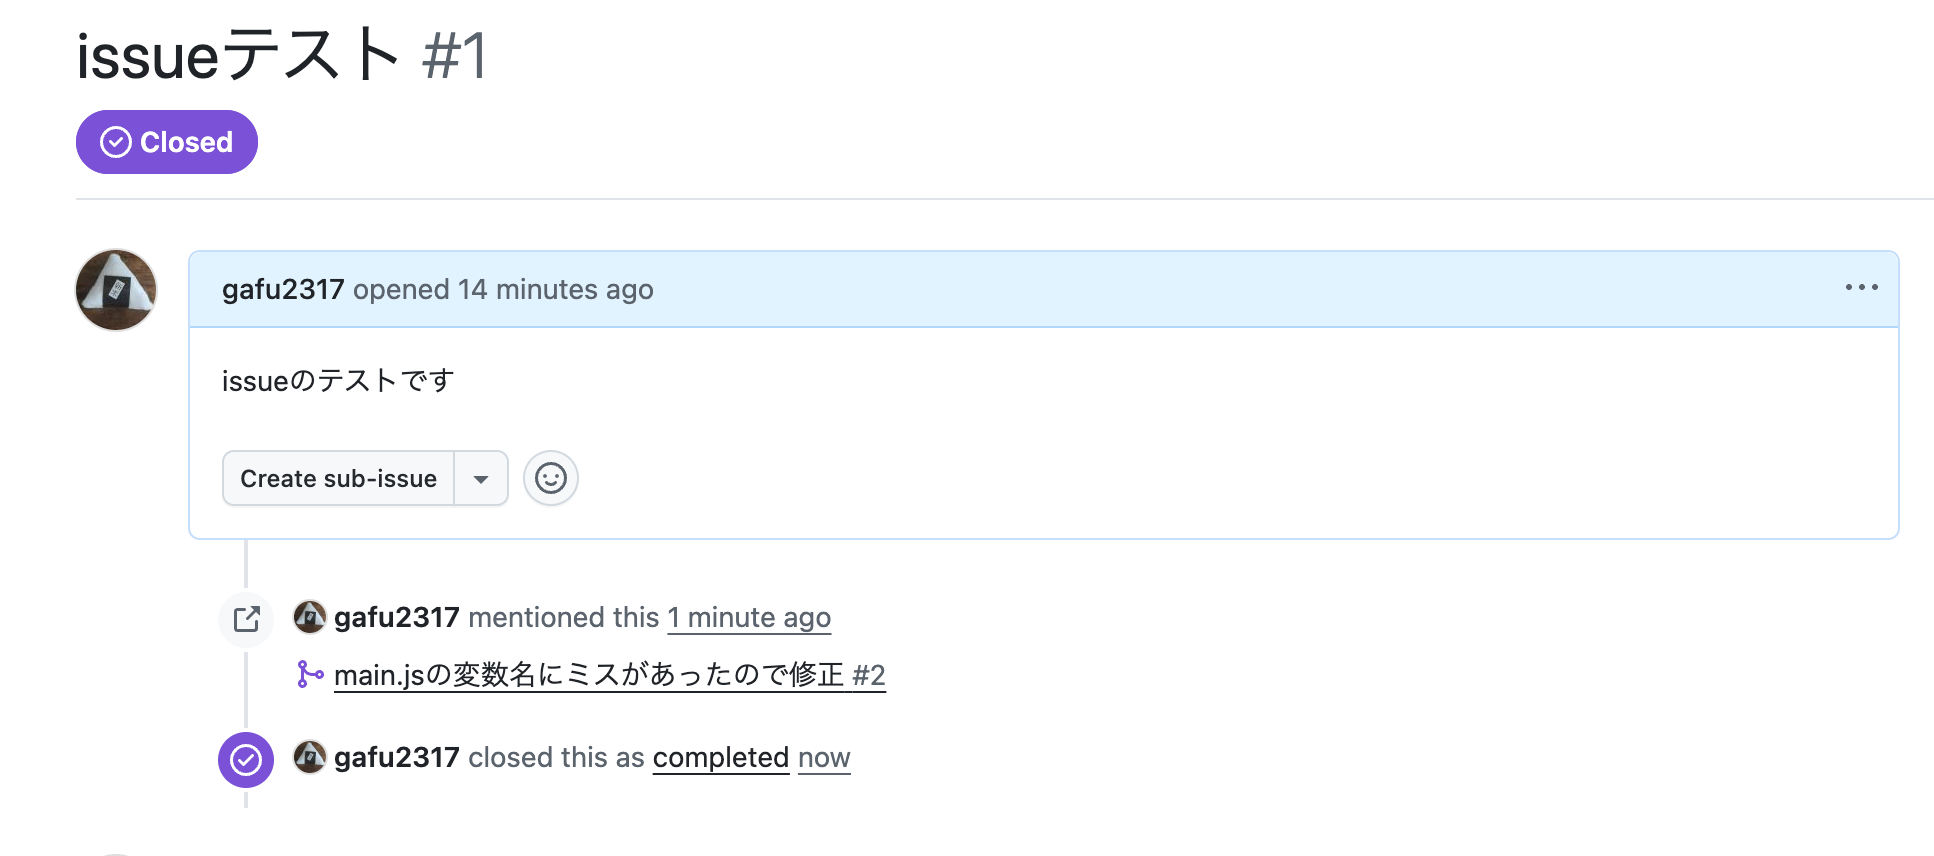 issueテスト #1
Closed
gafu2317 opened 14 minutes ago
issueのテストです
Create sub-issue
gafu2317 mentioned this 1 minute ago
main.jsの変数名にミスがあったので修正 #2
gafu2317 closed this as completed now